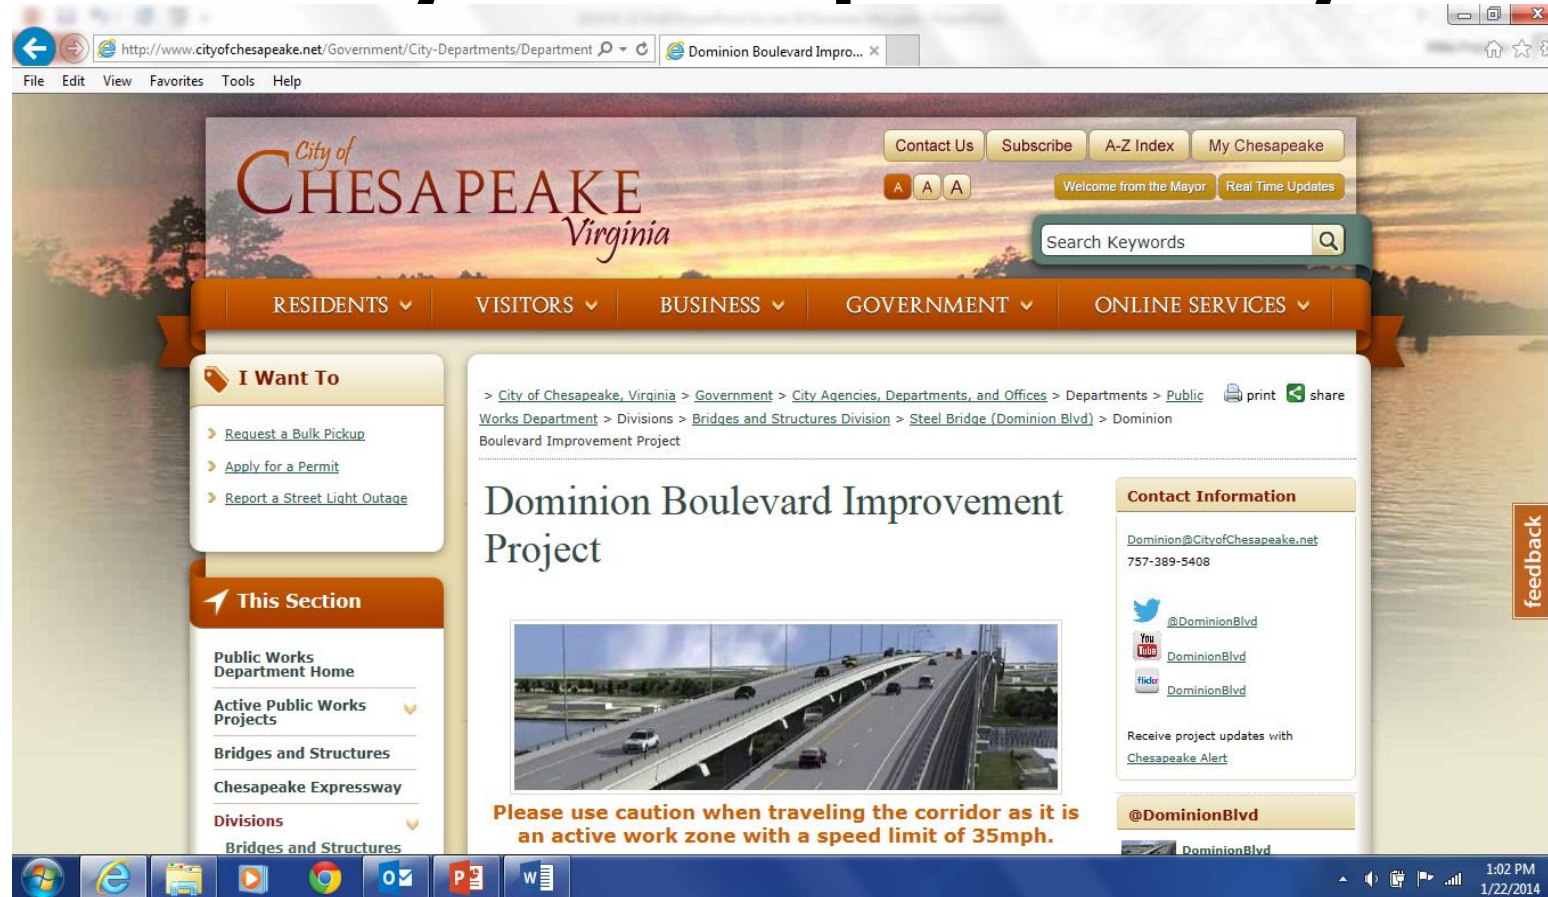 http://www.cityofchesapeake.net/Government/City-Departments/Department
Dominion Boulevard Impro...
File Edit View Favorites Tools Help
City of
CHESAPEAKE
Virginia
Contact Us Subscribe A-Z Index My Chesapeake
A A A Welcome from the Mayor Real Time Updates
Search Keywords
RESIDENTS VISITORS BUSINESS GOVERNMENT ONLINE SERVICES
I Want To
Request a Bulk Pickup
Apply for a Permit
Report a Street Light Outage
This Section
Public Works
Department Home
Active Public Works
Projects
Bridges and Structures
Chesapeake Expressway
Divisions
Bridges and Structures
> City of Chesapeake, Virginia > Government > City Agencies, Departments, and Offices > Departments > Public
Works Department > Divisions > Bridges and Structures Division > Steel Bridge (Dominion Blvd) > Dominion
Boulevard Improvement Project
print share
Dominion Boulevard Improvement
Project
Please use caution when traveling the corridor as it is
an active work zone with a speed limit of 35mph.
Contact Information
Dominion@CityofChesapeake.net
757-389-5408
@DominionBlvd
You
Tube
DominionBlvd
flickr
DominionBlvd
Receive project updates with
Chesapeake Alert
@DominionBlvd
DominionBlvd
feedback
1:02 PM
1/22/2014